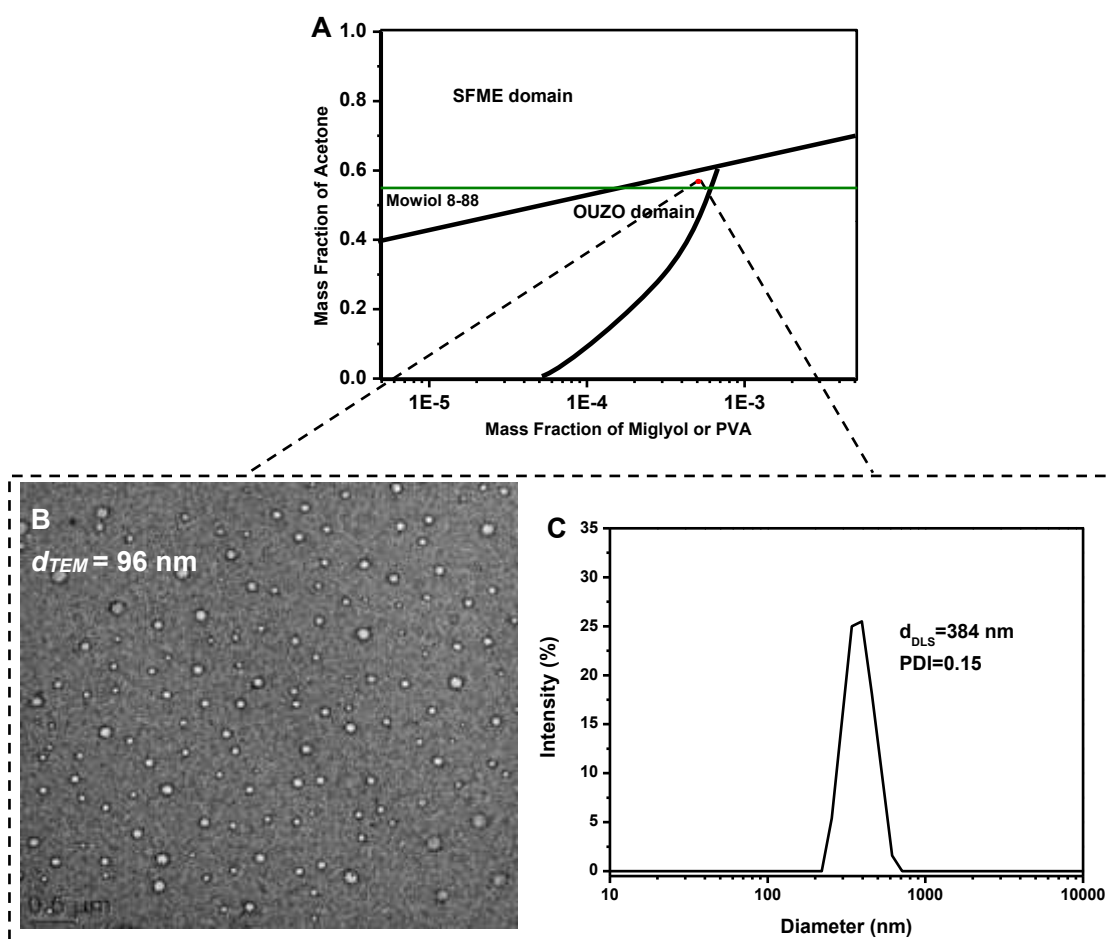 A
1.0
0.8
0.6
0.4
0.2
0.0
Mass Fraction of Acetone
SFME domain
Mowiol 8-88
OUZO domain
1E-5 1E-4 1E-3
Mass Fraction of Miglyol or PVA
B
dTEM = 96 nm
0.5 µm
C
35
30
25
20
15
10
5
0
Intensity (%)
dDLS=384 nm
PDI=0.15
10 100 1000 10000
Diameter (nm)